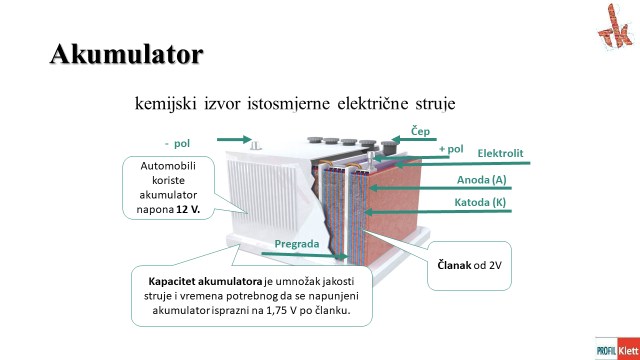 Akumulator
kemijski izvor istosmjerne električne struje
- pol
Čep
+ pol
Elektrolit
Automobili
koriste
akumulator
napona 12 V.
Anoda (A)
Katoda (K)
Pregrada
Članak od 2V
Kapacitet akumulatora je umnožak jakosti
struje i vremena potrebnog da se napunjeni
akumulator isprazni na 1,75 V po članku.
PROFIL Klett